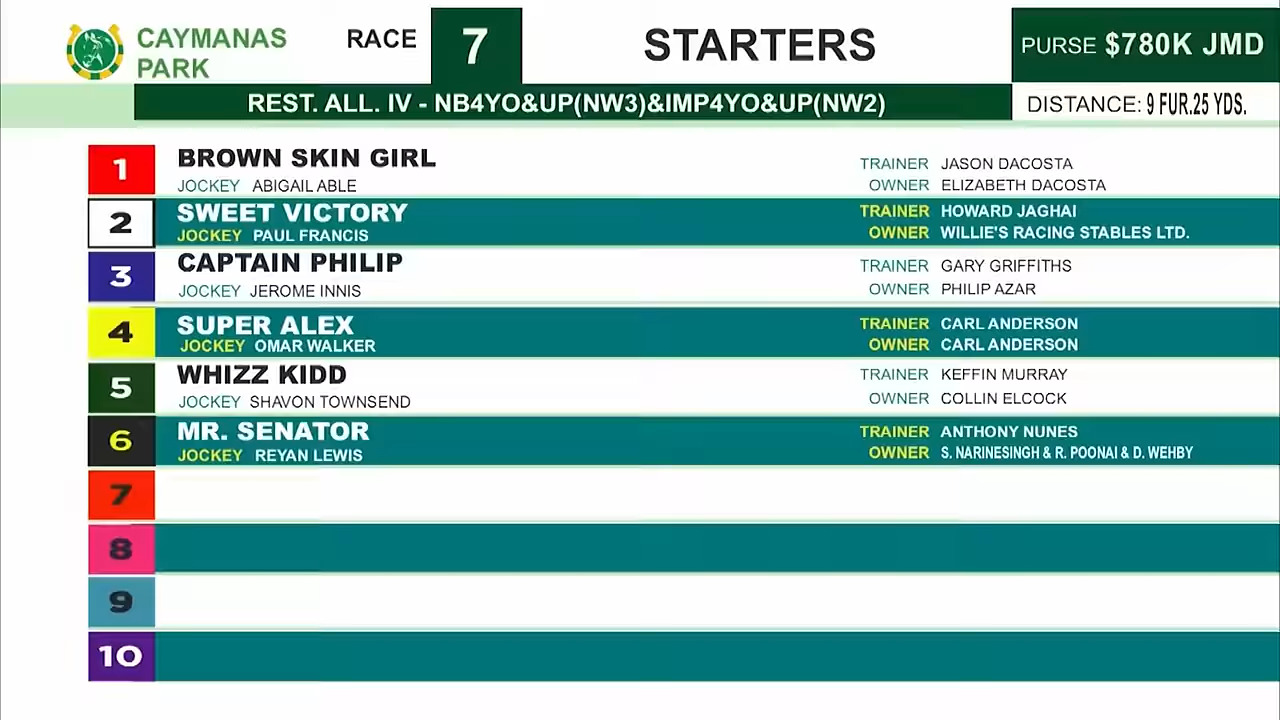 CAYMANAS PARK
RACE 7
STARTERS
PURSE $780K JMD
REST. ALL. IV - NB4YO&UP(NW3)&IMP4YO&UP(NW2)
DISTANCE: 9 FUR.25 YDS.
1 BROWN SKIN GIRL
JOCKEY ABIGAIL ABLE
TRAINER JASON DACOSTA
OWNER ELIZABETH DACOSTA
2 SWEET VICTORY
JOCKEY PAUL FRANCIS
TRAINER HOWARD JAGHAI
OWNER WILLIE'S RACING STABLES LTD.
3 CAPTAIN PHILIP
JOCKEY JEROME INNIS
TRAINER GARY GRIFFITHS
OWNER PHILIP AZAR
4 SUPER ALEX
JOCKEY OMAR WALKER
TRAINER CARL ANDERSON
OWNER CARL ANDERSON
5 WHIZZ KIDD
JOCKEY SHAVON TOWNSEND
TRAINER KEFFIN MURRAY
OWNER COLLIN ELCOCK
6 MR. SENATOR
JOCKEY REYAN LEWIS
TRAINER ANTHONY NUNES
OWNER S. NARINESINGH & R. POONAI & D. WEHBY
7
8
9
10